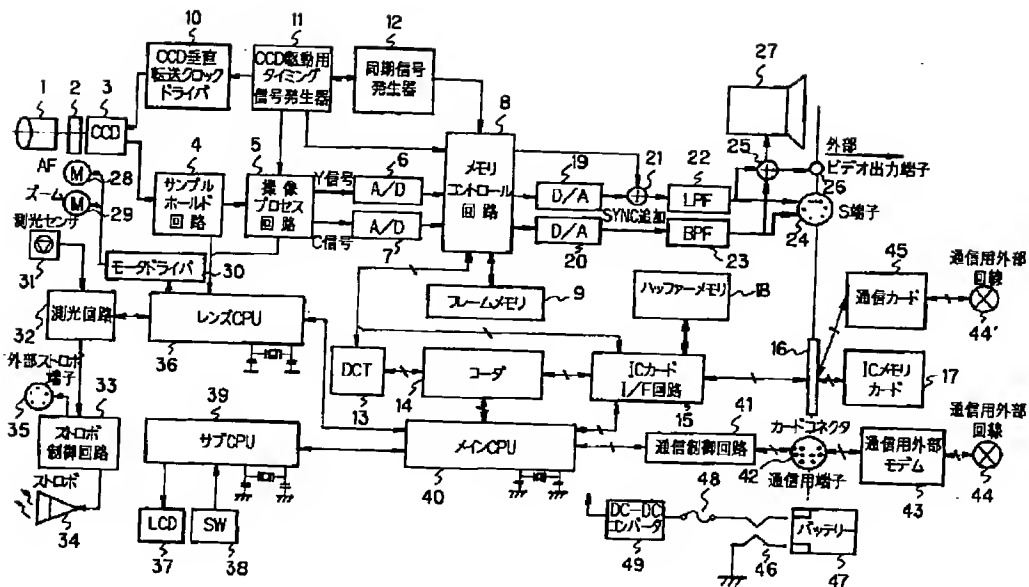 10
11
12
CCD垂直
転送クロック
ドライバ
CCD駆動用
タイミング
信号発生器
同期信号
発生器
27
1
2
3
CCD
8
外部
ビデオ出力端子
AF
M
28
ズーム
M
29
4
サンプル
ホールド
回路
5
撮像
プロセス
回路
Y信号
6
A/D
C信号
A/D
7
メモリ
コントロール
回路
19
D/A
21
SYNC追加
22
LPF
25
D/A
20
BPF
23
26
S端子
24
測光センサ
31
モータドライバ
30
フレームメモリ
9
バッファーメモリ
18
45
通信カード
通信用外部
回線
44'
32
測光回路
レンズCPU
36
DCT
13
コーダ
14
ICカード
I/F回路
15
16
ICメモリ
カード
17
カードコネクタ
外部ストロボ
端子
35
33
ストロボ
制御回路
ストロボ
34
39
サブCPU
メインCPU
40
41
通信制御回路
42
通信用端子
通信用外部
モデム
43
通信用外部
回線
44
LCD
37
SW
38
DC-DC
コンバータ
49
48
46
バッテリー
47